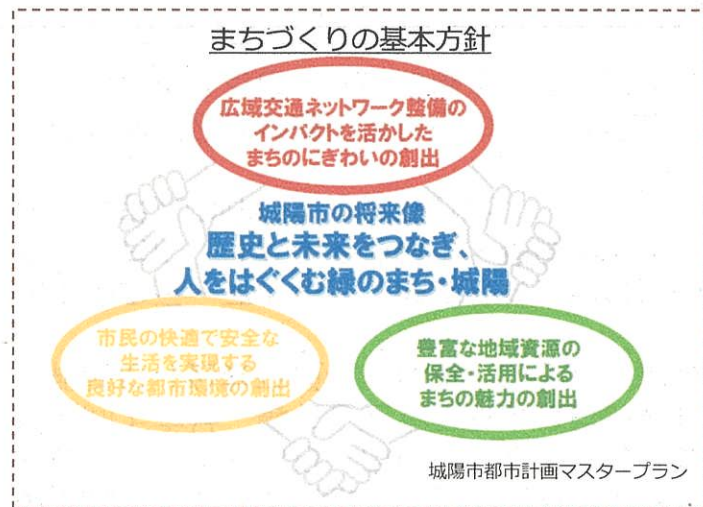 まちづくりの基本方針
広域交通ネットワーク整備の
インパクトを活かした
まちのにぎわいの創出
城陽市の将来像
歴史と未来をつなぎ、
人をはぐくむ緑のまち・城陽
市民の快適で安全な
生活を実現する
良好な都市環境の創出
豊富な地域資源の
保全・活用による
まちの魅力の創出
城陽市都市計画マスタープラン